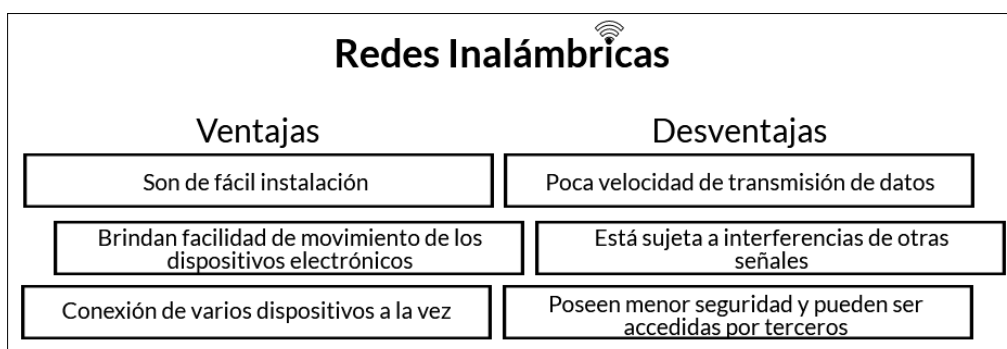 Redes Inalámbricas
Ventajas
Desventajas
Son de fácil instalación
Poca velocidad de transmisión de datos
Brindan facilidad de movimiento de los
dispositivos electrónicos
Está sujeta a interferencias de otras
señales
Conexión de varios dispositivos a la vez
Poseen menor seguridad y pueden ser
accedidas por terceros